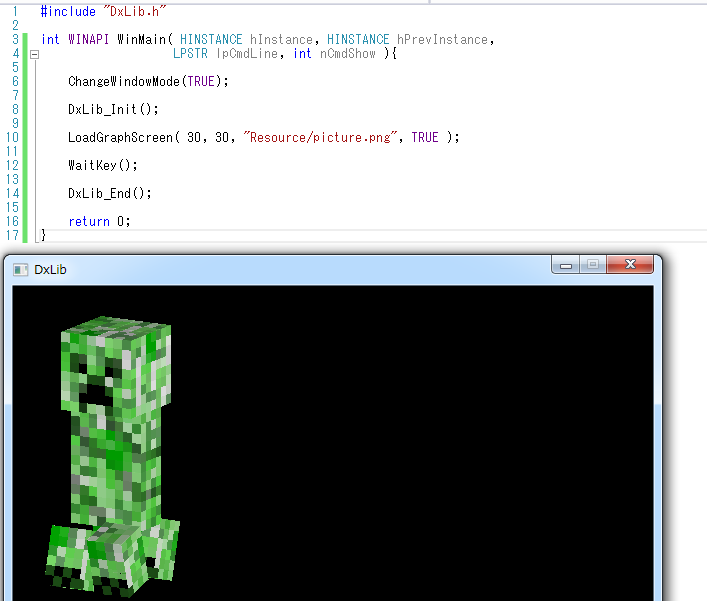 1 #include "DxLib.h"
2
3 int WINAPI WinMain( HINSTANCE hInstance, HINSTANCE hPrevInstance,
4 LPSTR lpCmdLine, int nCmdShow ){
5
6 ChangeWindowMode(TRUE);
7
8 DxLib_Init();
9
10 LoadGraphScreen( 30, 30, "Resource/picture.png", TRUE );
11
12 WaitKey();
13
14 DxLib_End();
15
16 return 0;
17 }
DxLib